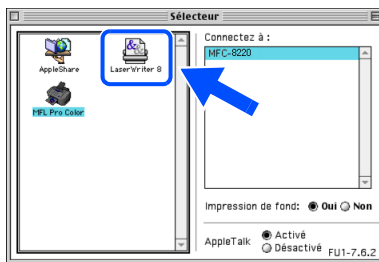 Sélecteur
AppleShare
LaserWriter 8
MFL Pro Color
Connectez à :
MFC-8220
Impression de fond: Oui Non
AppleTalk Activé
Désactivé
FU1-7.6.2